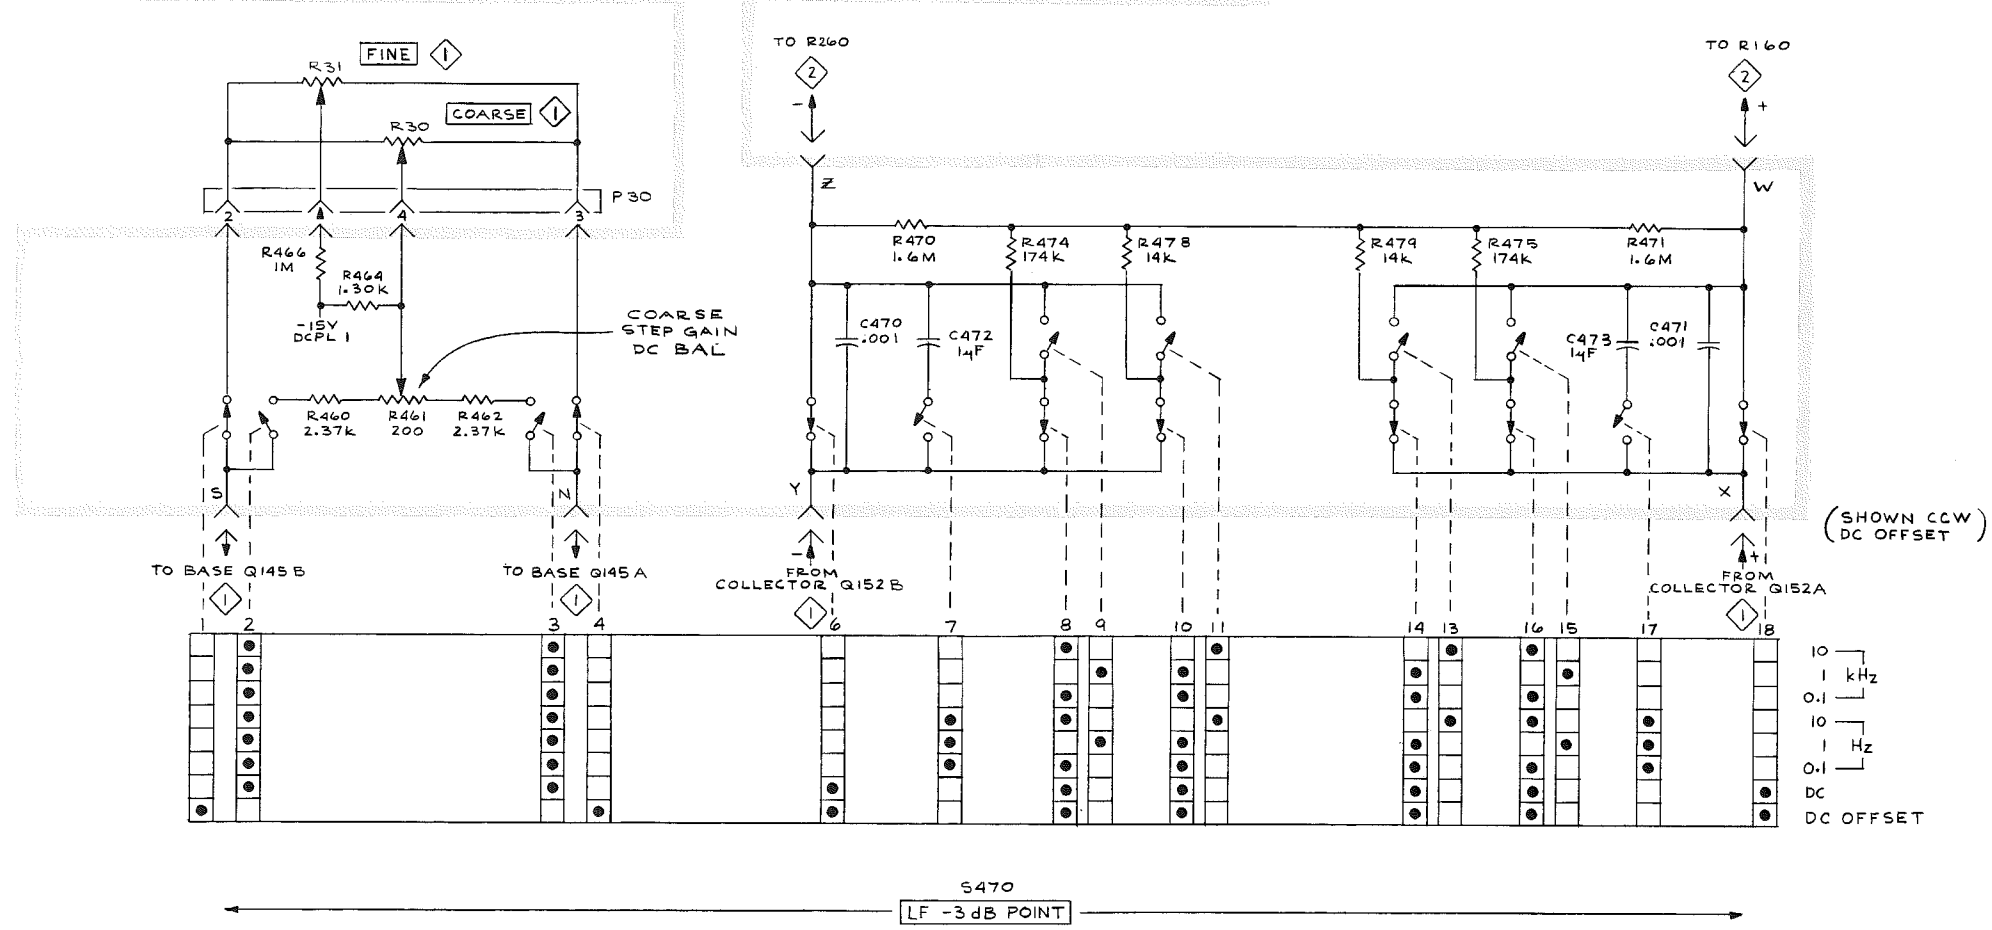 FINE 1
R31
COARSE 1
R30
P30
2 4 3
R466
1M
R464
1.30K
-15V
DCPL 1
COARSE
STEP GAIN
DC BAL
R460
2.37K
R461
200
R462
2.37K
S
N
TO BASE Q145B
1
TO BASE Q145A
1
TO R260
2
-
Z
TO R160
2
+
W
R470
1.6M
R474
174K
R478
14K
R479
14K
R475
174K
R471
1.6M
C470
.001
C472
1µF
C473
1µF
C471
.001
Y
X
-
FROM
COLLECTOR Q152B
1
+
FROM
COLLECTOR Q152A
1
(SHOWN CCW)
DC OFFSET
1 2 3 4 6 7 8 9 10 11 14 13 16 15 17 18
10
1 kHz
0.1
10
1 Hz
0.1
DC
DC OFFSET
S470
LF -3dB POINT